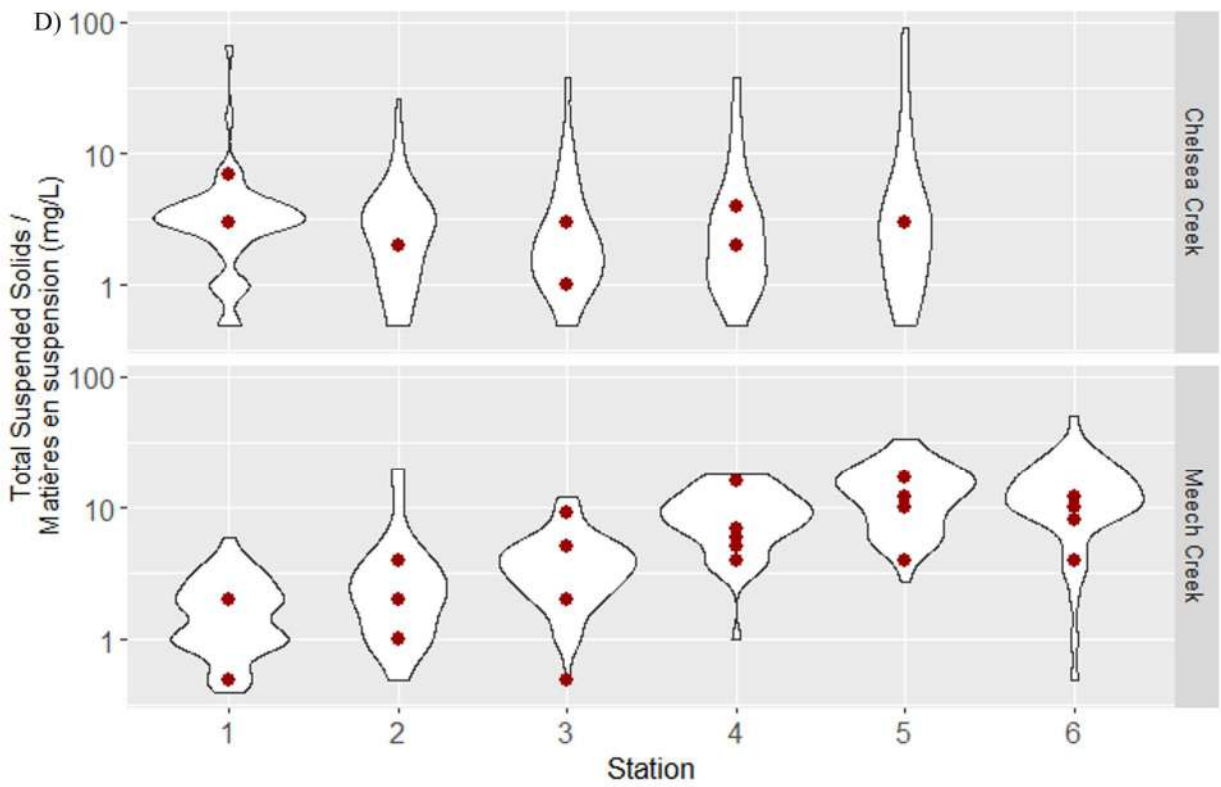 D)
100
10
1
Chelsea Creek
Total Suspended Solids /
Matières en suspension (mg/L)
100
10
1
Meech Creek
1 2 3 4 5 6
Station